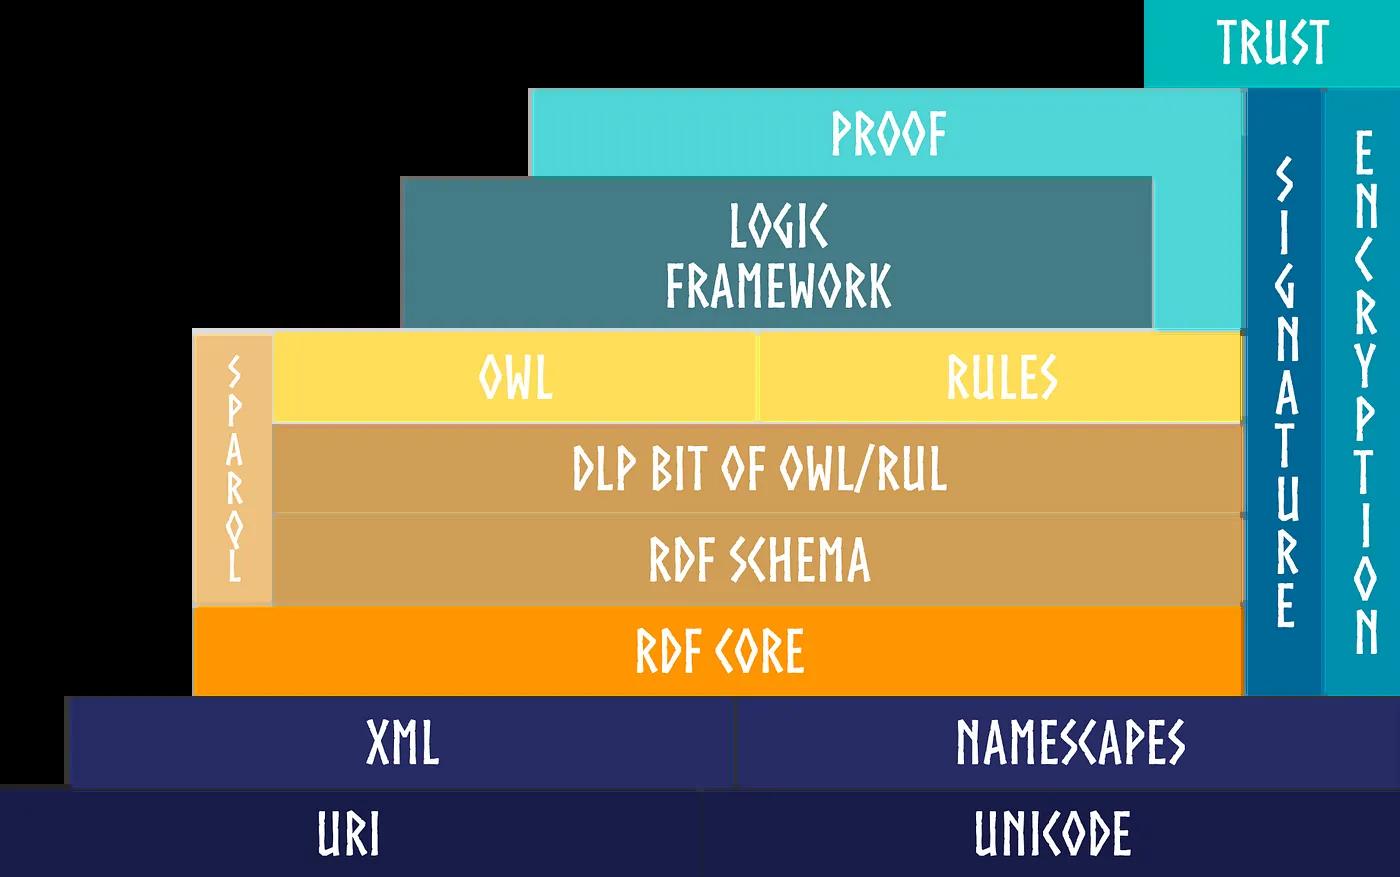 TRUST
PROOF
SIGNATURE
ENCRYPTION
LOGIC
FRAMEWORK
SPARQL
OWL
RULES
DLP BIT OF OWL/RUL
RDF SCHEMA
RDF CORE
XML
NAMESCAPES
URI
UNICODE